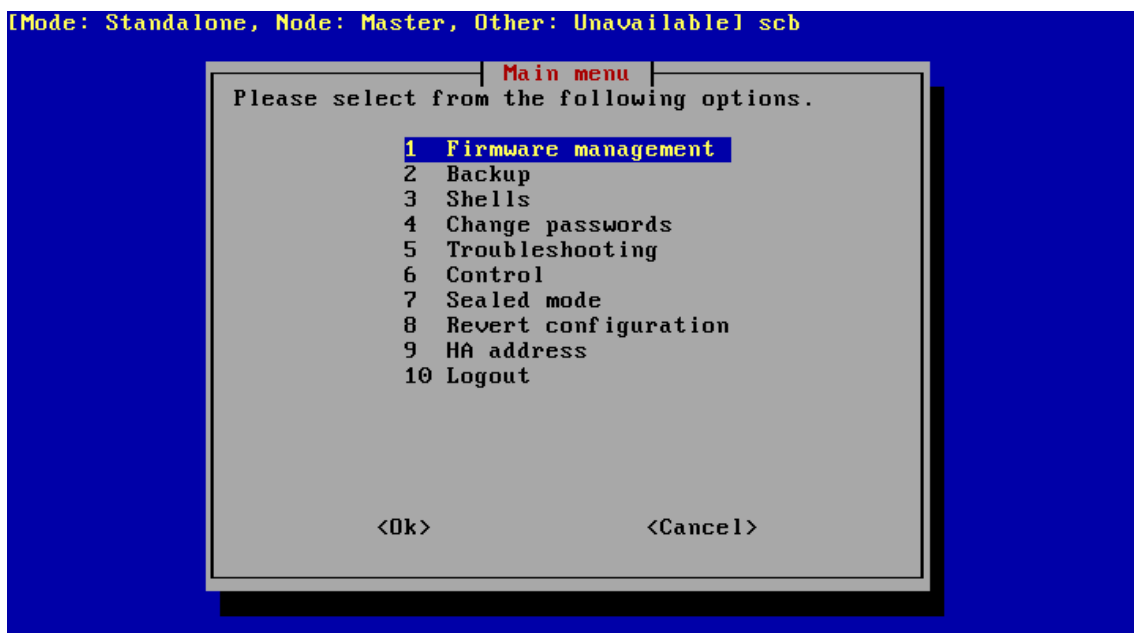 [Mode: Standalone, Node: Master, Other: Unavailable] scb
Main menu
Please select from the following options.
1 Firmware management
2 Backup
3 Shells
4 Change passwords
5 Troubleshooting
6 Control
7 Sealed mode
8 Revert configuration
9 HA address
10 Logout
<Ok> <Cancel>